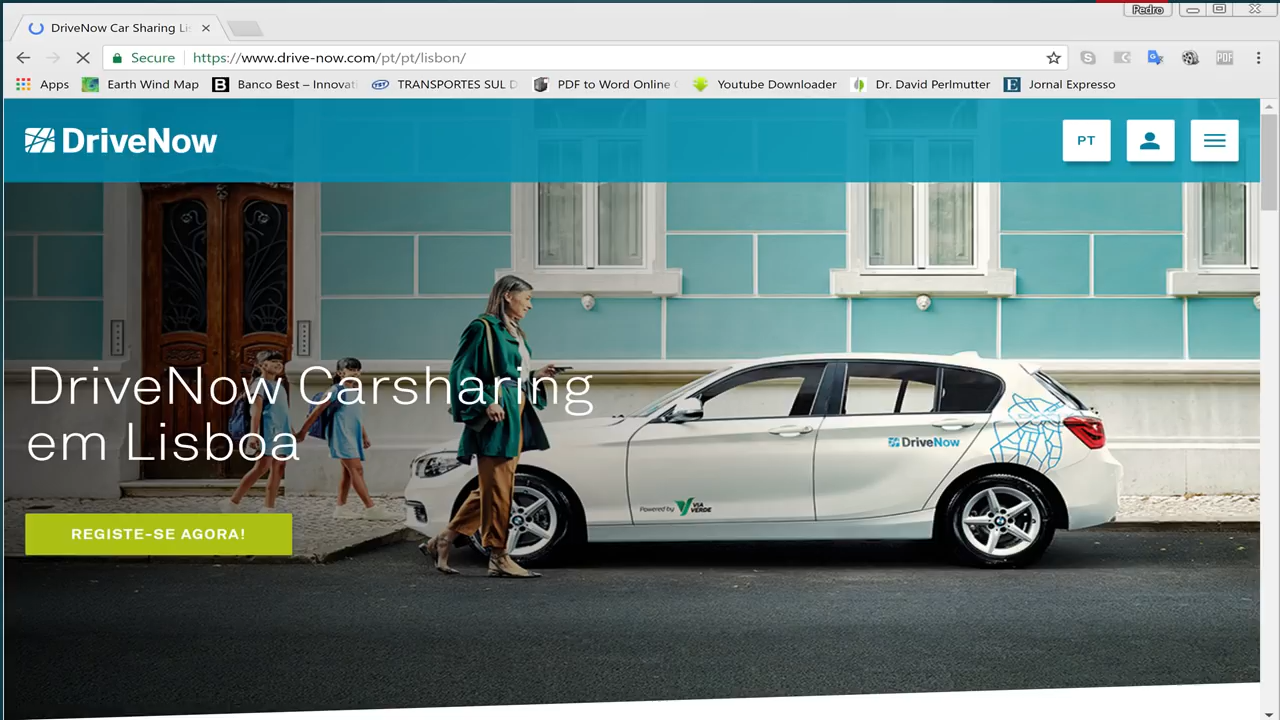 Pedro
DriveNow Car Sharing Li
Secure
https://www.drive-now.com/pt/pt/lisbon/
PDF
Apps
Earth Wind Map
Banco Best – Innovati
TRANSPORTES SUL D
PDF to Word Online
Youtube Downloader
Dr. David Perlmutter
Jornal Expresso
DriveNow
PT
DriveNow Carsharing
em Lisboa
DriveNow
Powered by VIA VERDE
REGISTE-SE AGORA!